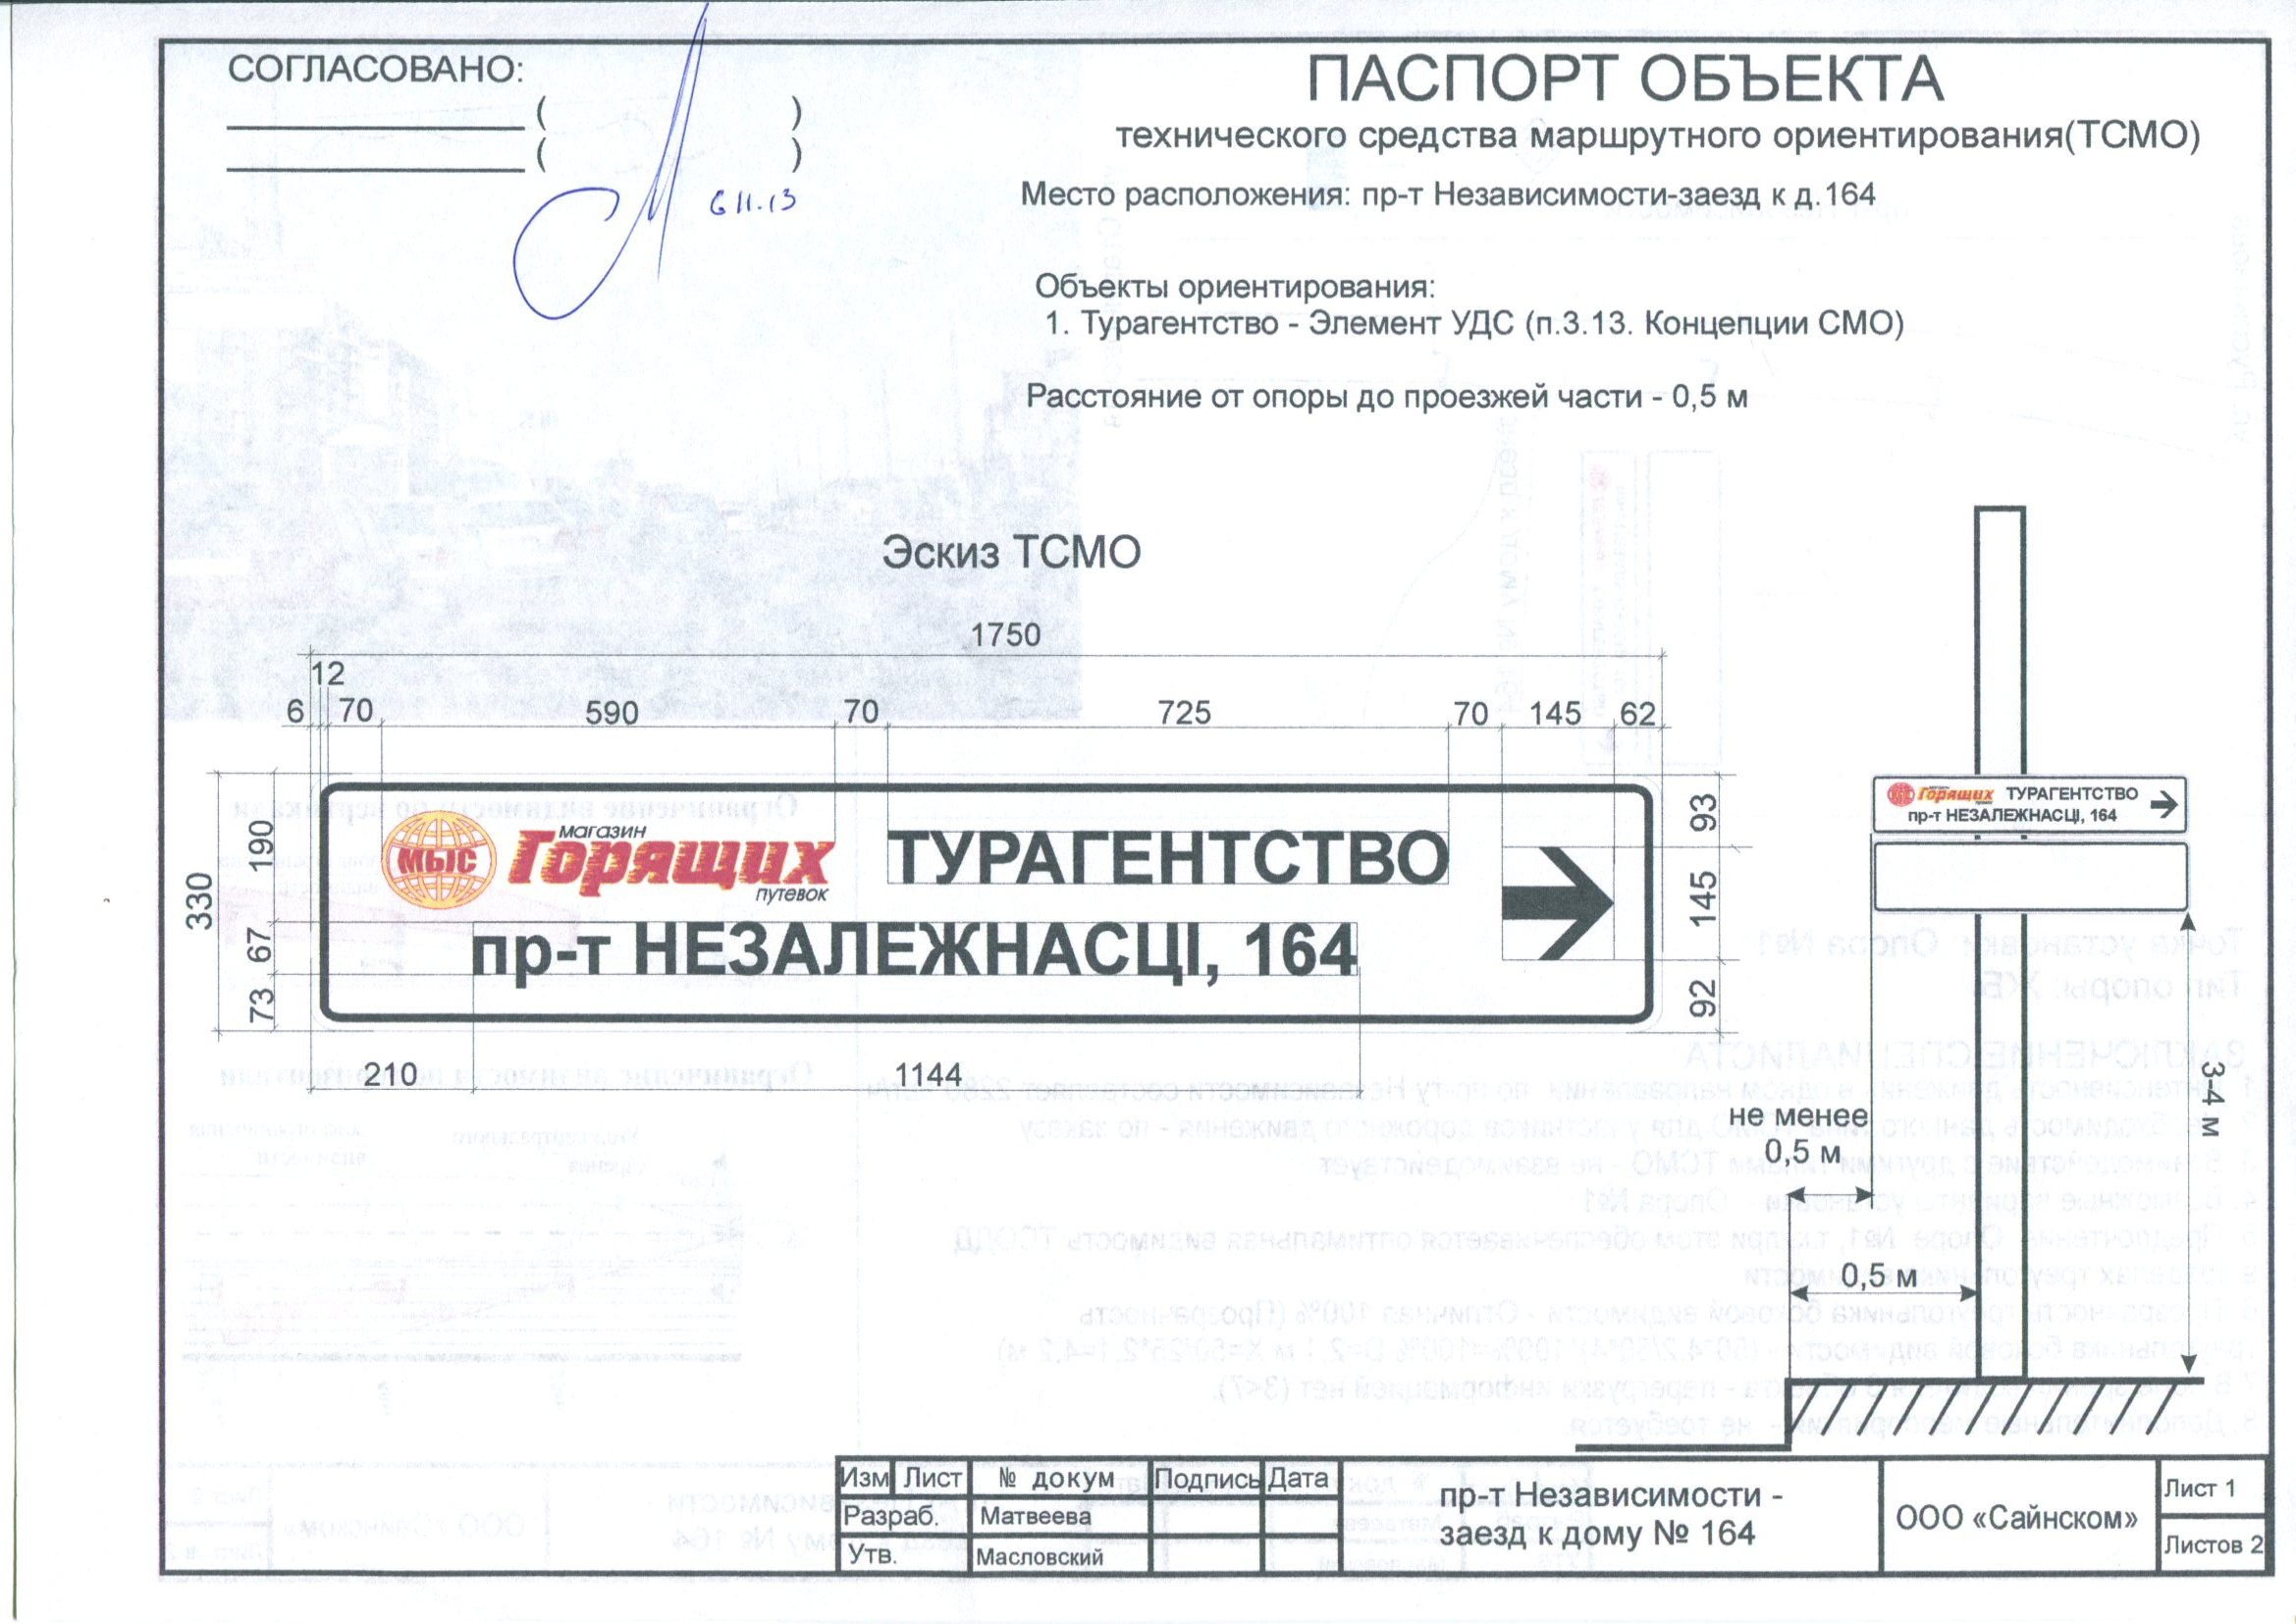 СОГЛАСОВАНО:
( )
( )
6 11.13
ПАСПОРТ ОБЪЕКТА
технического средства маршрутного ориентирования(ТСМО)
Место расположения: пр-т Независимости-заезд к д.164
Объекты ориентирования:
1. Турагентство - Элемент УДС (п.3.13. Концепции СМО)
Расстояние от опоры до проезжей части - 0,5 м
Эскиз ТСМО
1750
12
6 70 590 70 725 70 145 62
330
190
67
73
МЫС
магазин
Горящих
путевок
ТУРАГЕНТСТВО
пр-т НЕЗАЛЕЖНАСЦІ, 164
93
145
92
210 1144
Горящих ТУРАГЕНТСТВО
пр-т НЕЗАЛЕЖНАСЦІ, 164
34 м
не менее
0,5 м
0,5 м
Изм Лист № докум Подпись Дата
Разраб. Матвеева
Утв. Масловский
пр-т Независимости -
заезд к дому № 164
ООО «Сайнском»
Лист 1
Листов 2